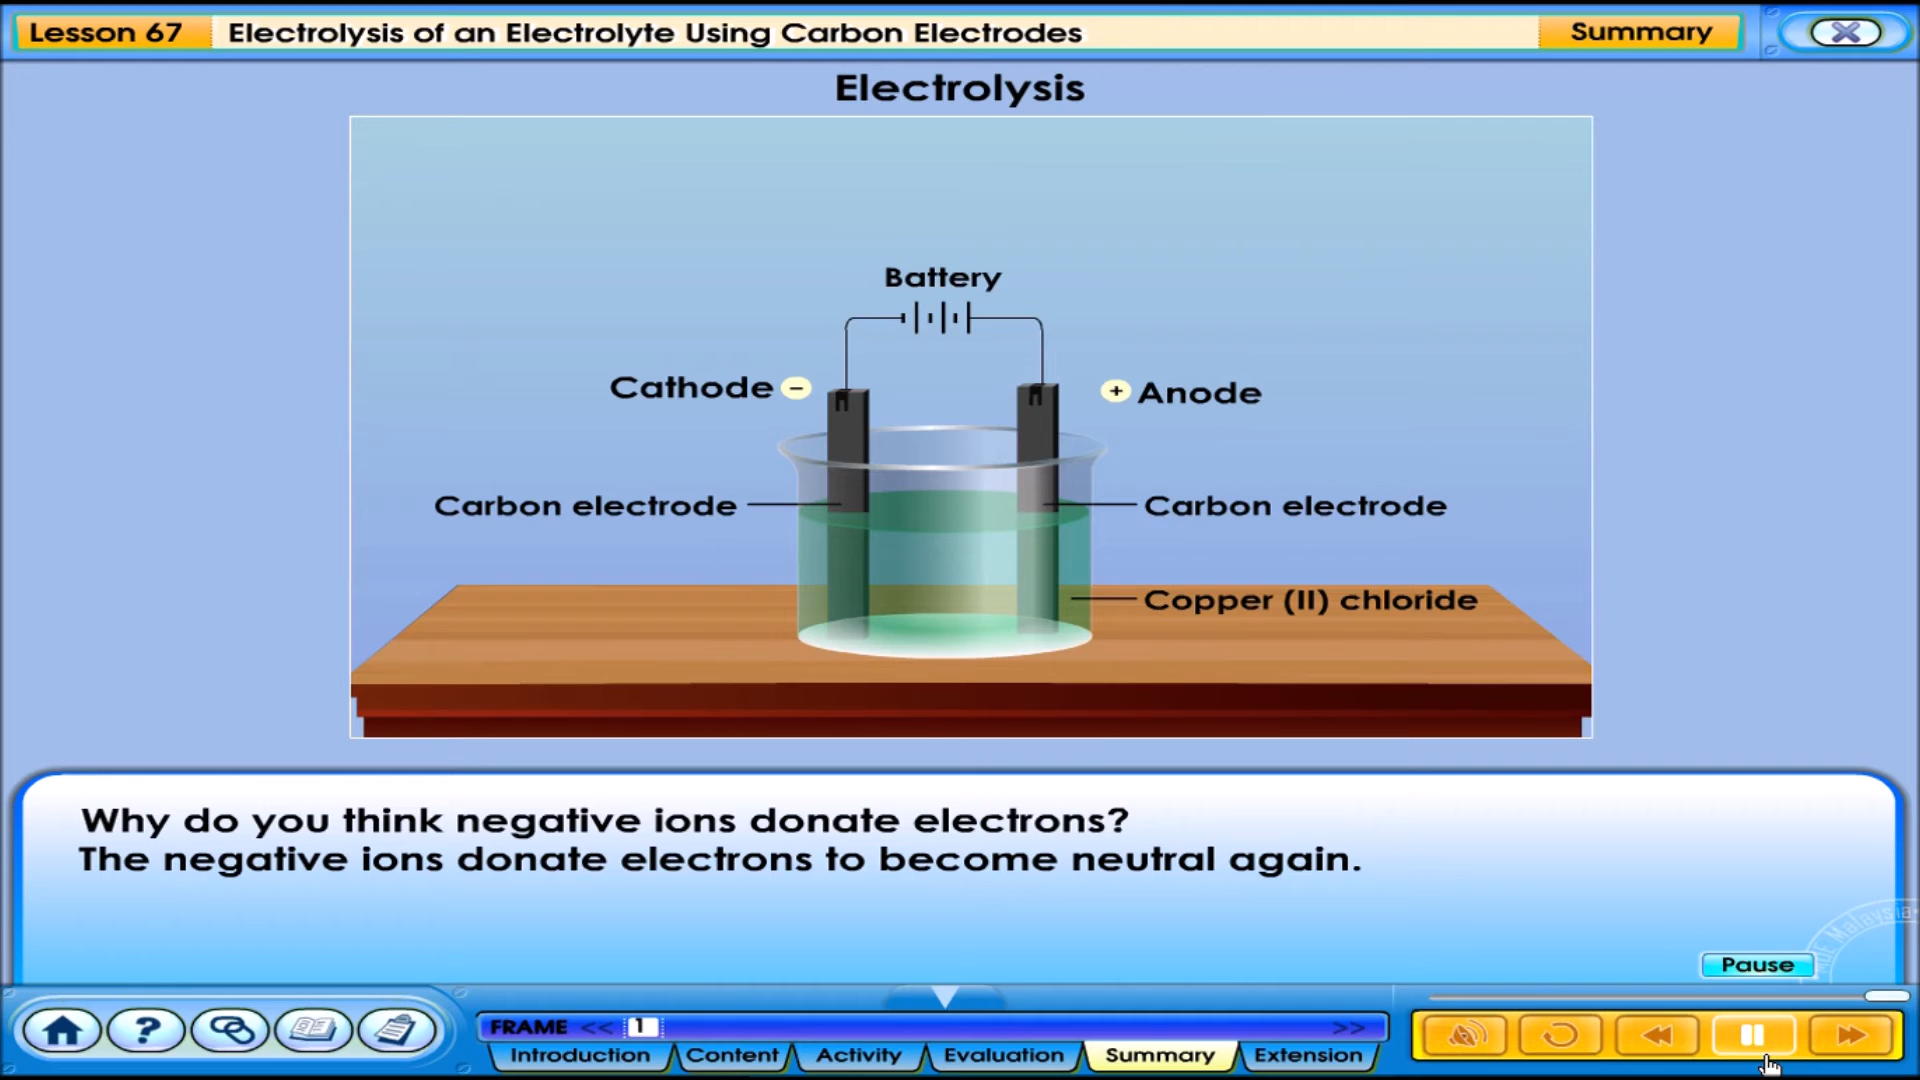 Lesson 67
Electrolysis of an Electrolyte Using Carbon Electrodes
Summary
Electrolysis
Battery
Cathode −
+ Anode
Carbon electrode
Carbon electrode
Copper (II) chloride
Why do you think negative ions donate electrons?
The negative ions donate electrons to become neutral again.
MOE Malaysia
Pause
FRAME << 1 >>
Introduction
Content
Activity
Evaluation
Summary
Extension